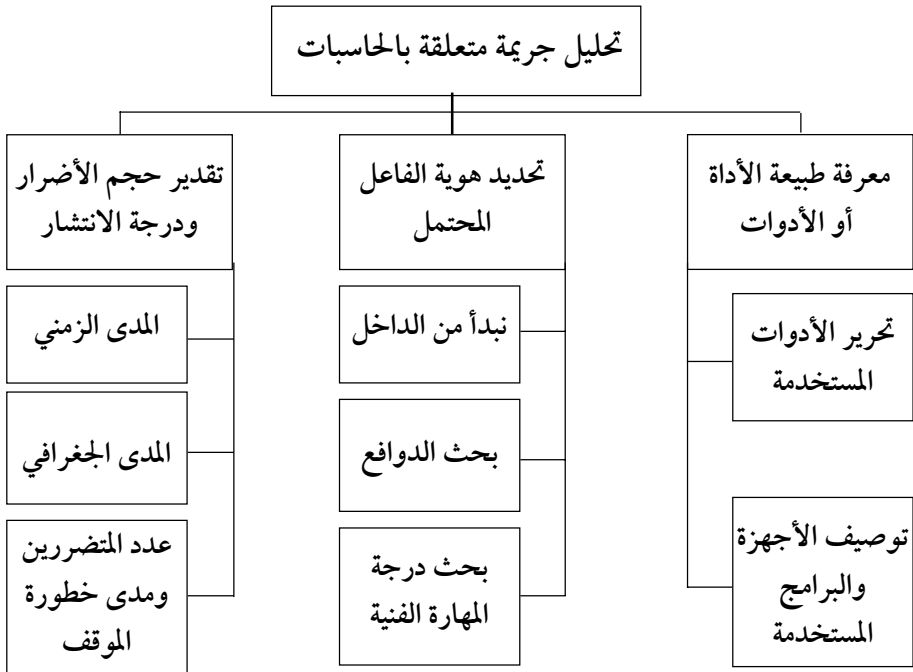 تحليل جريمة متعلقة بالحاسبات
معرفة طبيعة الأداة
أو الأدوات
تحرير الأدوات
المستخدمة
توصيف الأجهزة
والبرامج
المستخدمة
تحديد هوية الفاعل
المحتمل
نبدأ من الداخل
بحث الدوافع
بحث درجة
المهارة الفنية
تقدير حجم الأضرار
ودرجة الانتشار
المدى الزمني
المدى الجغرافي
عدد المتضررين
ومدى خطورة
الموقف